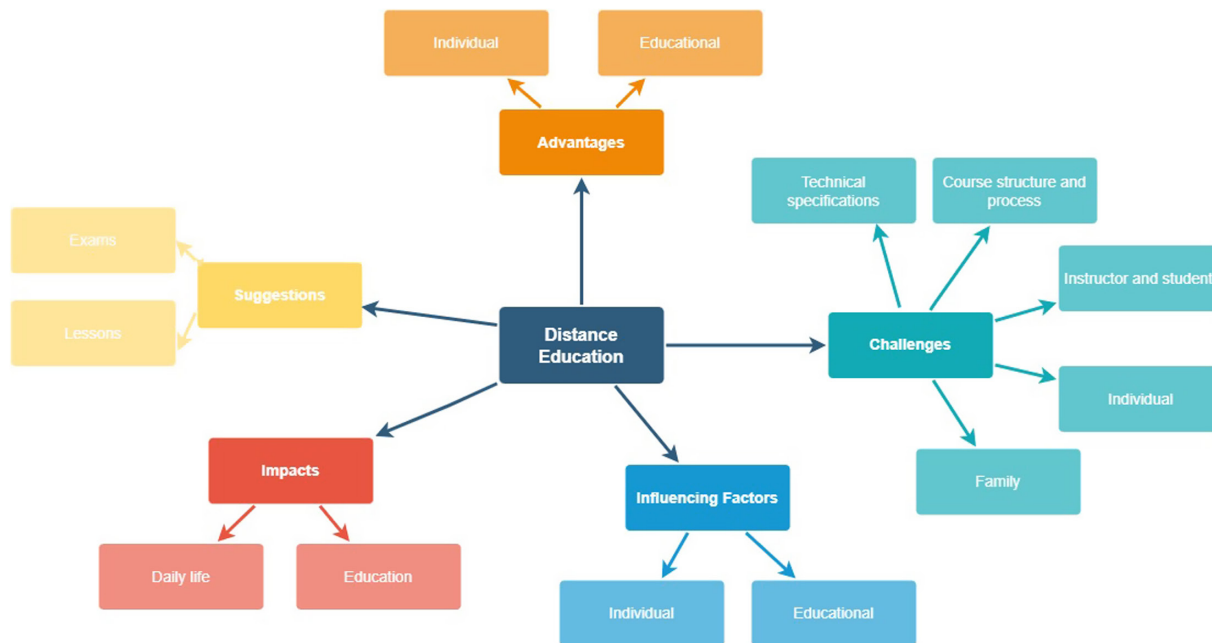 Individual
Educational
Advantages
Technical
specifications
Course structure and
process
Exams
Suggestions
Lessons
Instructor and student
Distance
Education
Challenges
Individual
Impacts
Influencing Factors
Family
Daily life
Education
Individual
Educational